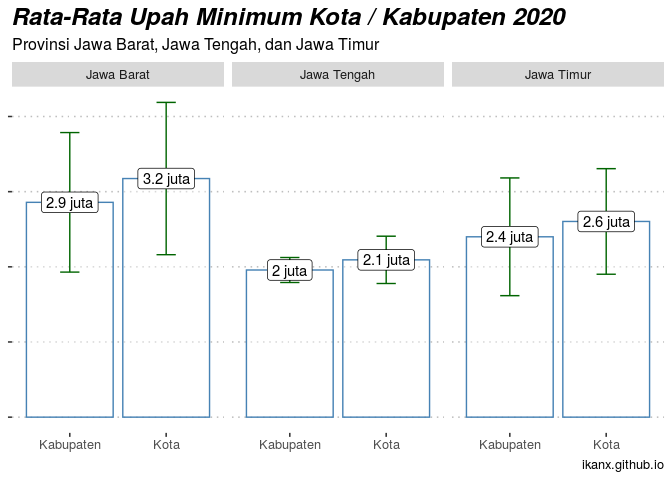 Rata-Rata Upah Minimum Kota / Kabupaten 2020
Provinsi Jawa Barat, Jawa Tengah, dan Jawa Timur
Jawa Barat
Jawa Tengah
Jawa Timur
2.9 juta
3.2 juta
2 juta
2.1 juta
2.4 juta
2.6 juta
Kabupaten
Kota
Kabupaten
Kota
Kabupaten
Kota
ikanx.github.io